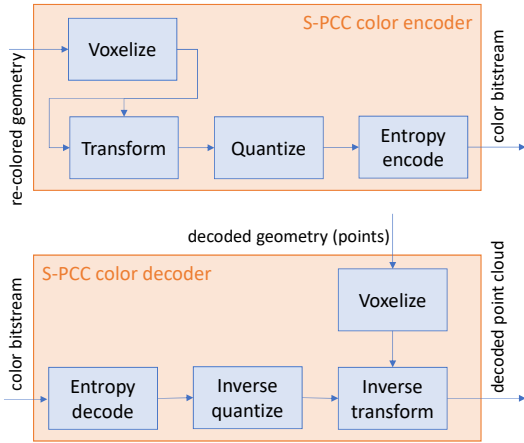 S-PCC color encoder
Voxelize
re-colored geometry
Transform
Quantize
Entropy
encode
color bitstream
decoded geometry (points)
S-PCC color decoder
Voxelize
color bitstream
Entropy
decode
Inverse
quantize
Inverse
transform
decoded point cloud